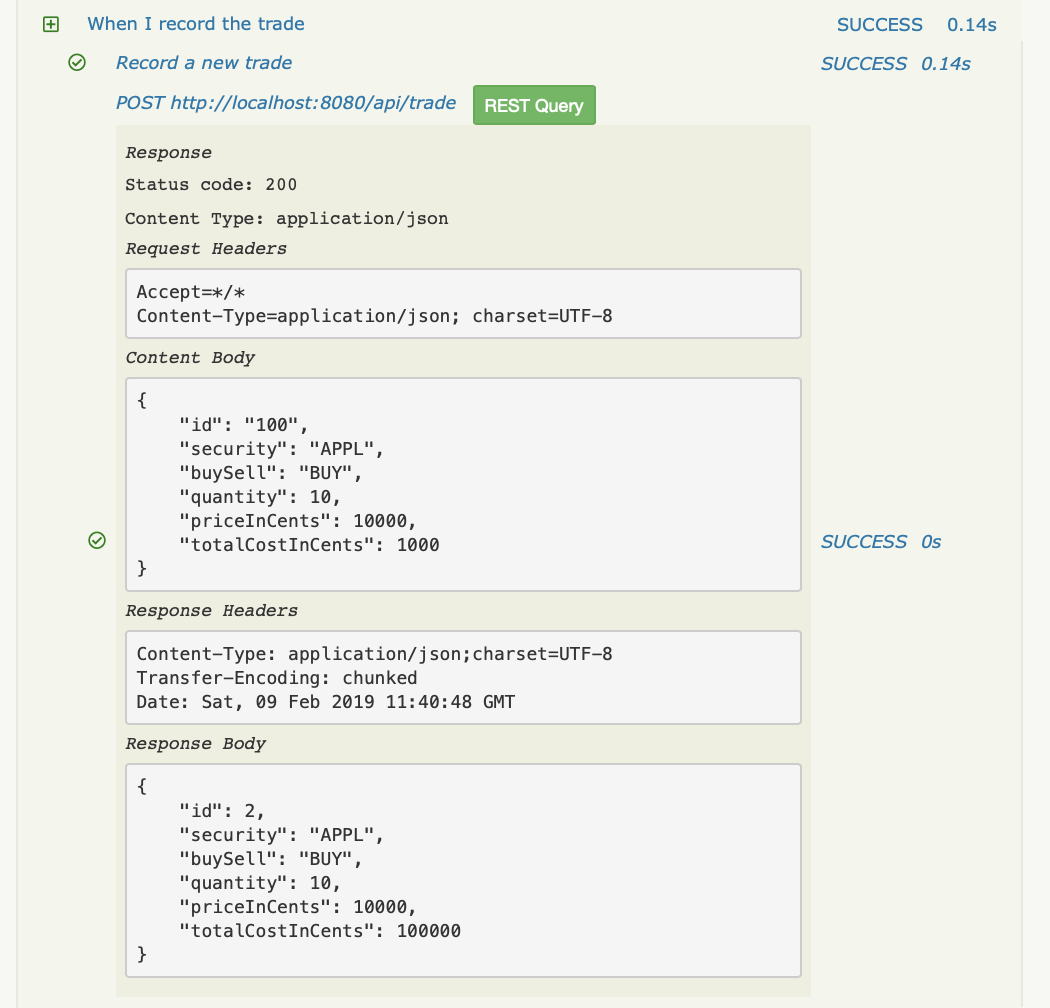 When I record the trade SUCCESS 0.14s
Record a new trade SUCCESS 0.14s
POST http://localhost:8080/api/trade REST Query
Response
Status code: 200
Content Type: application/json
Request Headers
Accept=*/*
Content-Type=application/json; charset=UTF-8
Content Body
{
    "id": "100",
    "security": "APPL",
    "buySell": "BUY",
    "quantity": 10,
    "priceInCents": 10000,
    "totalCostInCents": 1000
}
SUCCESS 0s
Response Headers
Content-Type: application/json;charset=UTF-8
Transfer-Encoding: chunked
Date: Sat, 09 Feb 2019 11:40:48 GMT
Response Body
{
    "id": 2,
    "security": "APPL",
    "buySell": "BUY",
    "quantity": 10,
    "priceInCents": 10000,
    "totalCostInCents": 100000
}